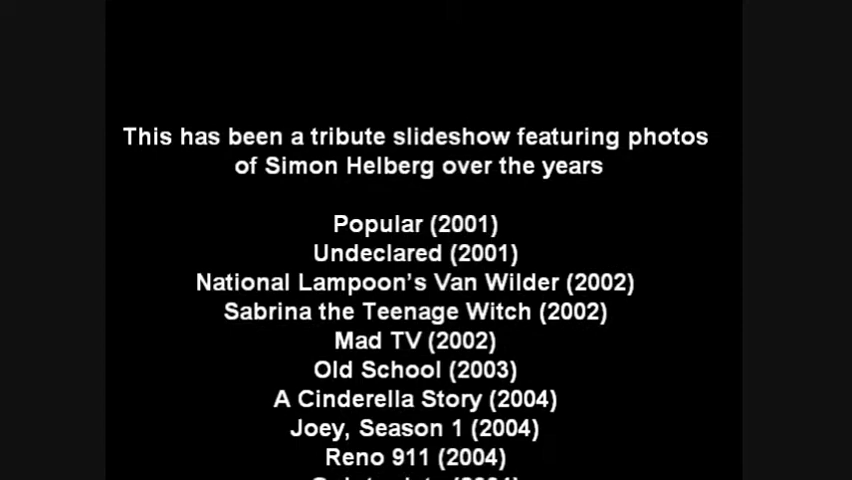 This has been a tribute slideshow featuring photos
of Simon Helberg over the years
Popular (2001)
Undeclared (2001)
National Lampoon's Van Wilder (2002)
Sabrina the Teenage Witch (2002)
Mad TV (2002)
Old School (2003)
A Cinderella Story (2004)
Joey, Season 1 (2004)
Reno 911 (2004)